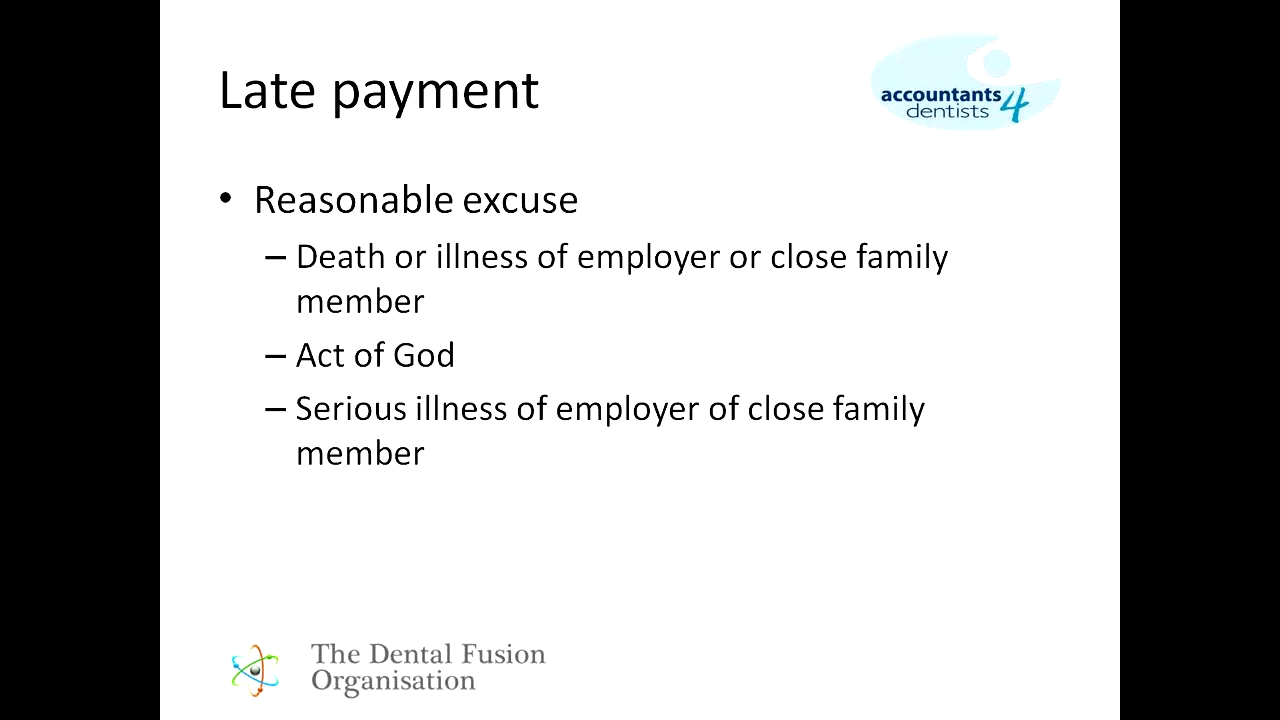 Late payment
accountants 4
dentists
• Reasonable excuse
– Death or illness of employer or close family
member
– Act of God
– Serious illness of employer of close family
member
The Dental Fusion
Organisation